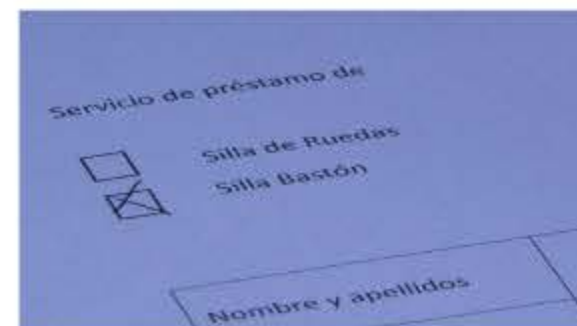 Servicio de préstamo de
Silla de Ruedas
Silla Bastón
Nombre y apellidos